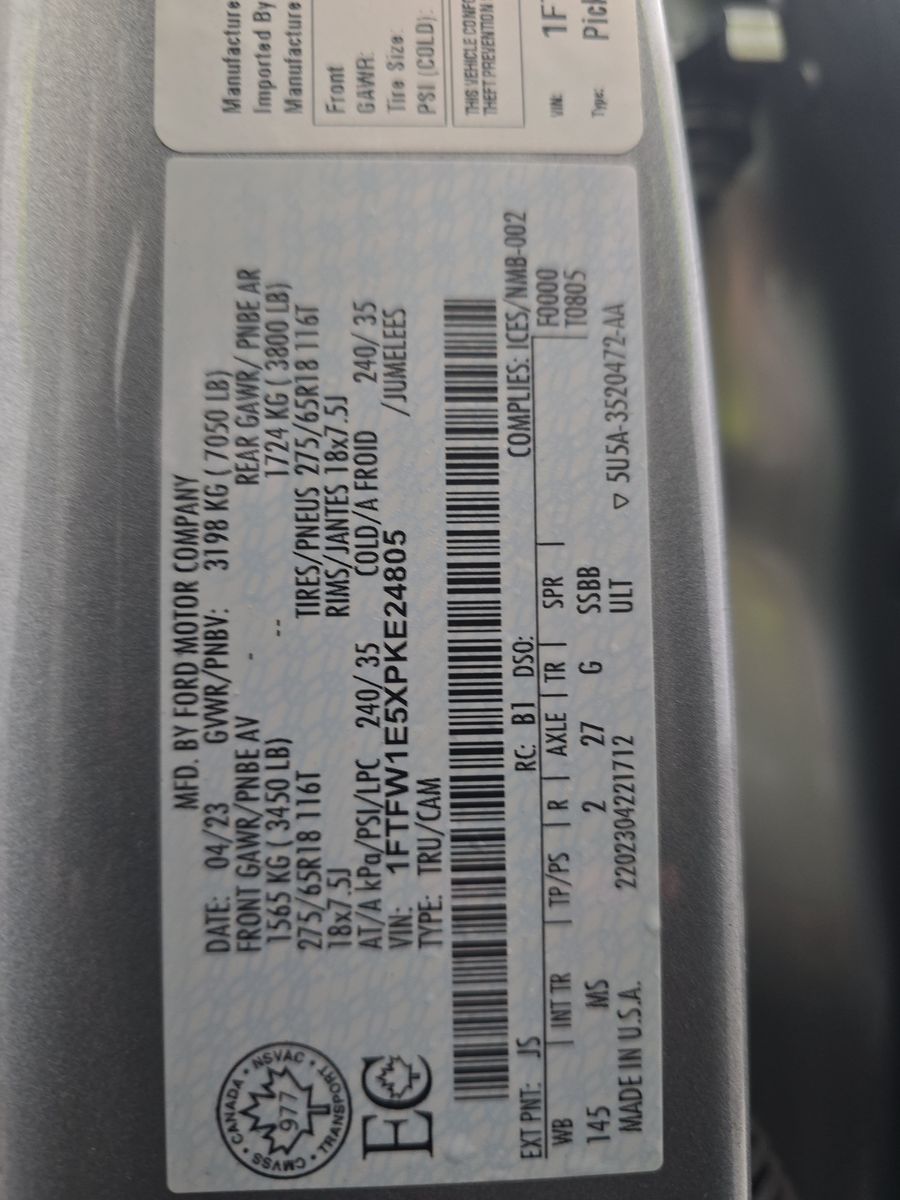 MFD. BY FORD MOTOR COMPANY
DATE: 04/23 GVWR/PNBV: 3198 KG ( 7050 LB)
FRONT GAWR/PNBE AV - REAR GAWR/ PNBE AR
1565 KG ( 3450 LB) -- 1724 KG ( 3800 LB)
275/65R18 116T TIRES/PNEUS 275/65R18 116T
18x7.5J RIMS/JANTES 18x7.5J
AT/A kPa/PSI/LPC 240/ 35 COLD/A FROID 240/ 35
VIN: 1FTFW1E5XPKE24805 /JUMELEES
TYPE: TRU/CAM
CANADA • NSVAC • TRANSPORT • CMVSS •
977
EC
COMPLIES: ICES/NMB-002
EXT PNT: JS RC: B1 DSO: F0000
WB | INT TR | TP/PS | R | AXLE | TR | SPR | T0805
145 MS 2 27 G SSBB
MADE IN U.S.A. 2202304221712 ULT ▽ 5U5A-3520472-AA
Manufacture
Imported By
Manufacture
Front
GAWR:
Tire Size:
PSI (COLD):
THIS VEHICLE CONF
THEFT PREVENTION
VIN: 1F
Type: Pic